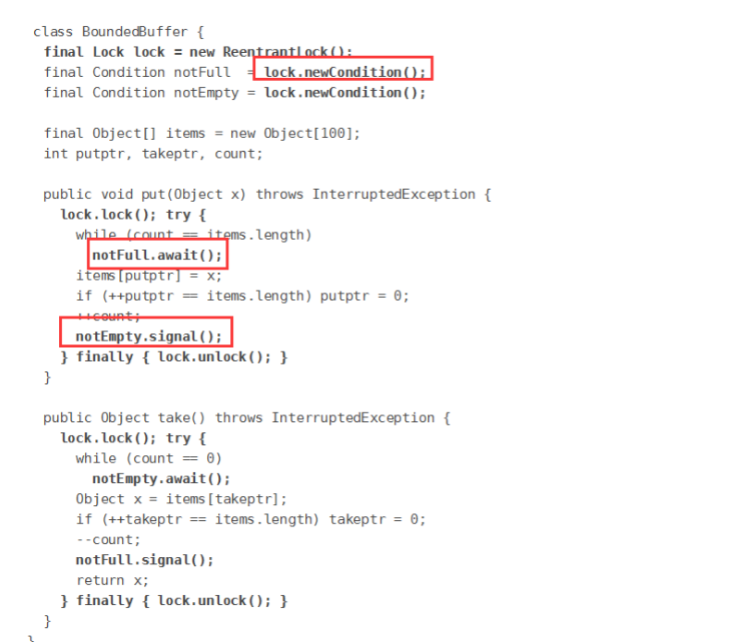 class BoundedBuffer {
final Lock lock = new ReentrantLock();
final Condition notFull = lock.newCondition();
final Condition notEmpty = lock.newCondition();
final Object[] items = new Object[100];
int putptr, takeptr, count;
public void put(Object x) throws InterruptedException {
lock.lock(); try {
while (count == items.length)
notFull.await();
items[putptr] = x;
if (++putptr == items.length) putptr = 0;
++count;
notEmpty.signal();
} finally { lock.unlock(); }
}
public Object take() throws InterruptedException {
lock.lock(); try {
while (count == 0)
notEmpty.await();
Object x = items[takeptr];
if (++takeptr == items.length) takeptr = 0;
--count;
notFull.signal();
return x;
} finally { lock.unlock(); }
}
}